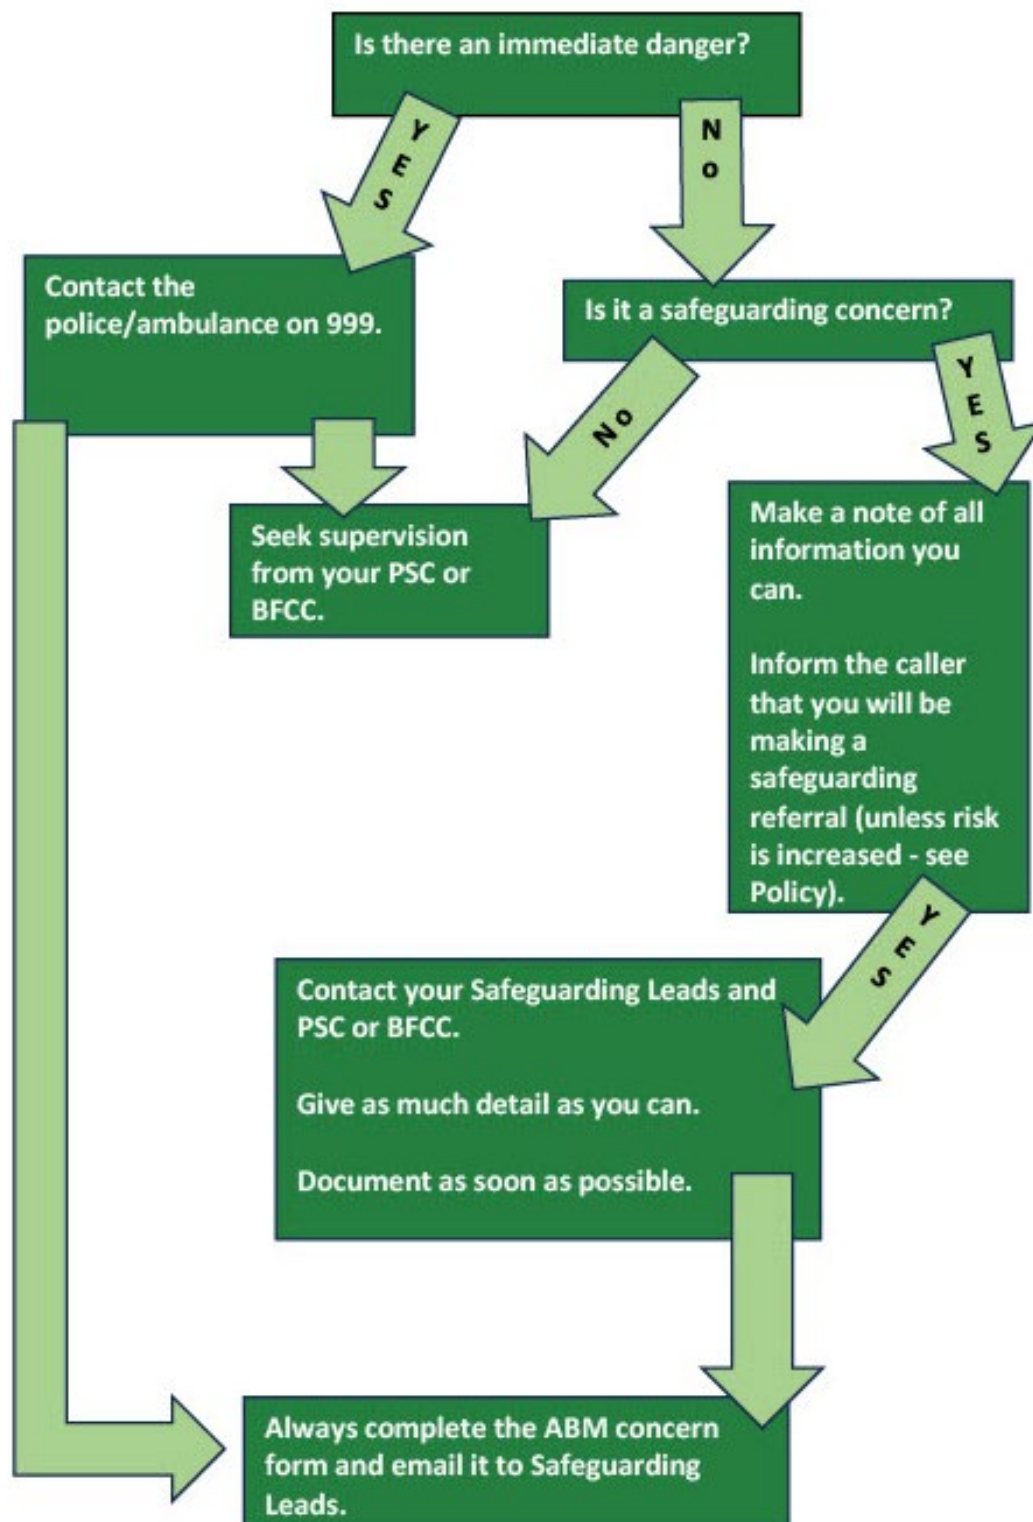 Is there an immediate danger?
YES
No
Contact the
police/ambulance on 999.
Is it a safeguarding concern?
No
YES
Seek supervision
from your PSC or
BFCC.
Make a note of all
information you
can.
Inform the caller
that you will be
making a
safeguarding
referral (unless risk
is increased - see
Policy).
YES
Contact your Safeguarding Leads and
PSC or BFCC.
Give as much detail as you can.
Document as soon as possible.
Always complete the ABM concern
form and email it to Safeguarding
Leads.